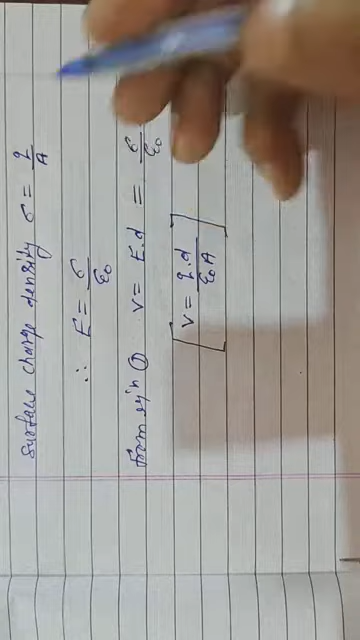 surface charge density σ = q/A
∴ E = σ/ε₀
from eqⁿ ① V = E.d = σ/ε₀
[V = q.d/ε₀A]